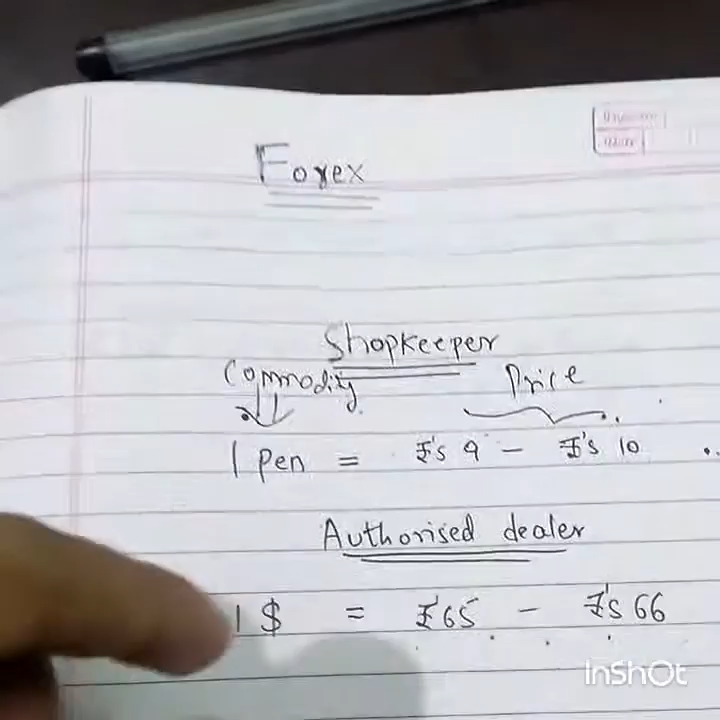 Forex
Shopkeeper
Commodity Price
1 Pen = ₹'s 9 - ₹'s 10
Authorised dealer
1 $ = ₹65 - ₹'s 66
InShOt